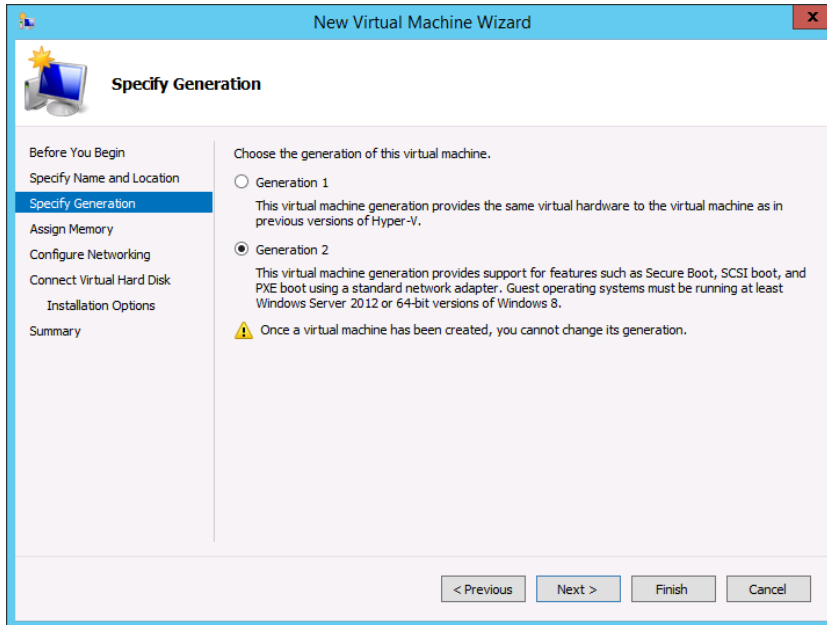 New Virtual Machine Wizard
x
Specify Generation
Before You Begin
Specify Name and Location
Specify Generation
Assign Memory
Configure Networking
Connect Virtual Hard Disk
Installation Options
Summary
Choose the generation of this virtual machine.
Generation 1
This virtual machine generation provides the same virtual hardware to the virtual machine as in
previous versions of Hyper-V.
Generation 2
This virtual machine generation provides support for features such as Secure Boot, SCSI boot, and
PXE boot using a standard network adapter. Guest operating systems must be running at least
Windows Server 2012 or 64-bit versions of Windows 8.
Once a virtual machine has been created, you cannot change its generation.
< Previous
Next >
Finish
Cancel